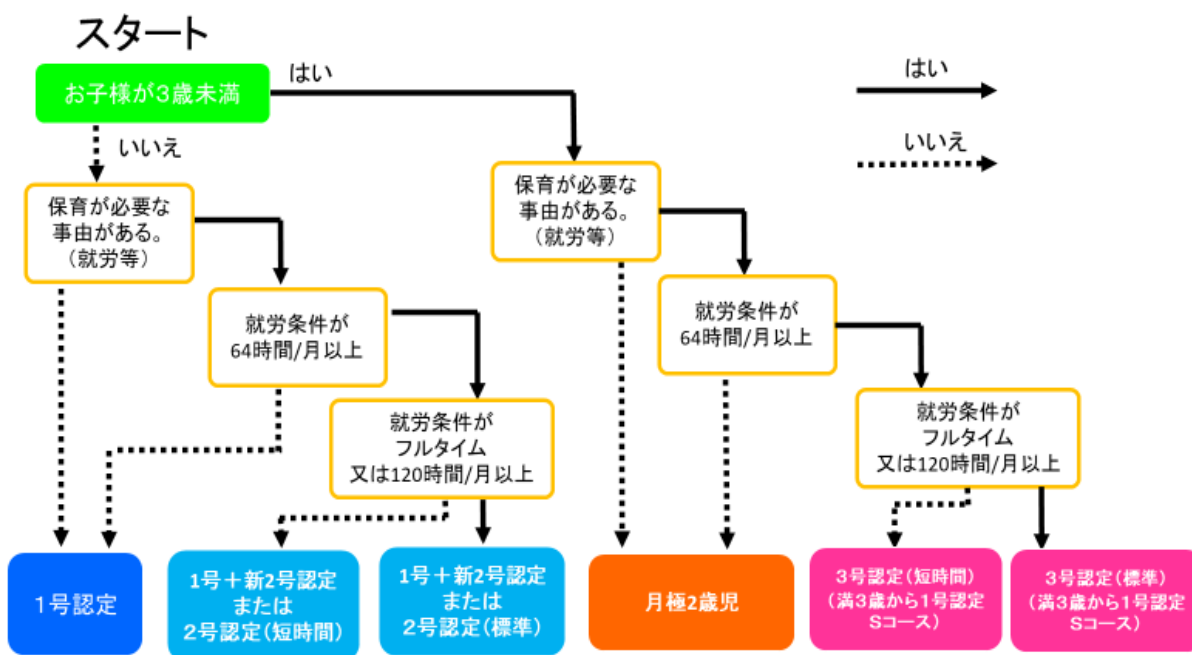 スタート
お子様が３歳未満
はい
いいえ
はい
いいえ
保育が必要な
事由がある。
（就労等）
就労条件が
64時間/月以上
就労条件が
フルタイム
又は120時間/月以上
保育が必要な
事由がある。
（就労等）
就労条件が
64時間/月以上
就労条件が
フルタイム
又は120時間/月以上
１号認定
1号＋新2号認定
または
２号認定（短時間）
1号＋新2号認定
または
２号認定（標準）
月極2歳児
３号認定（短時間）
（満３歳から１号認定
Ｓコース）
３号認定（標準）
（満３歳から１号認定
Ｓコース）